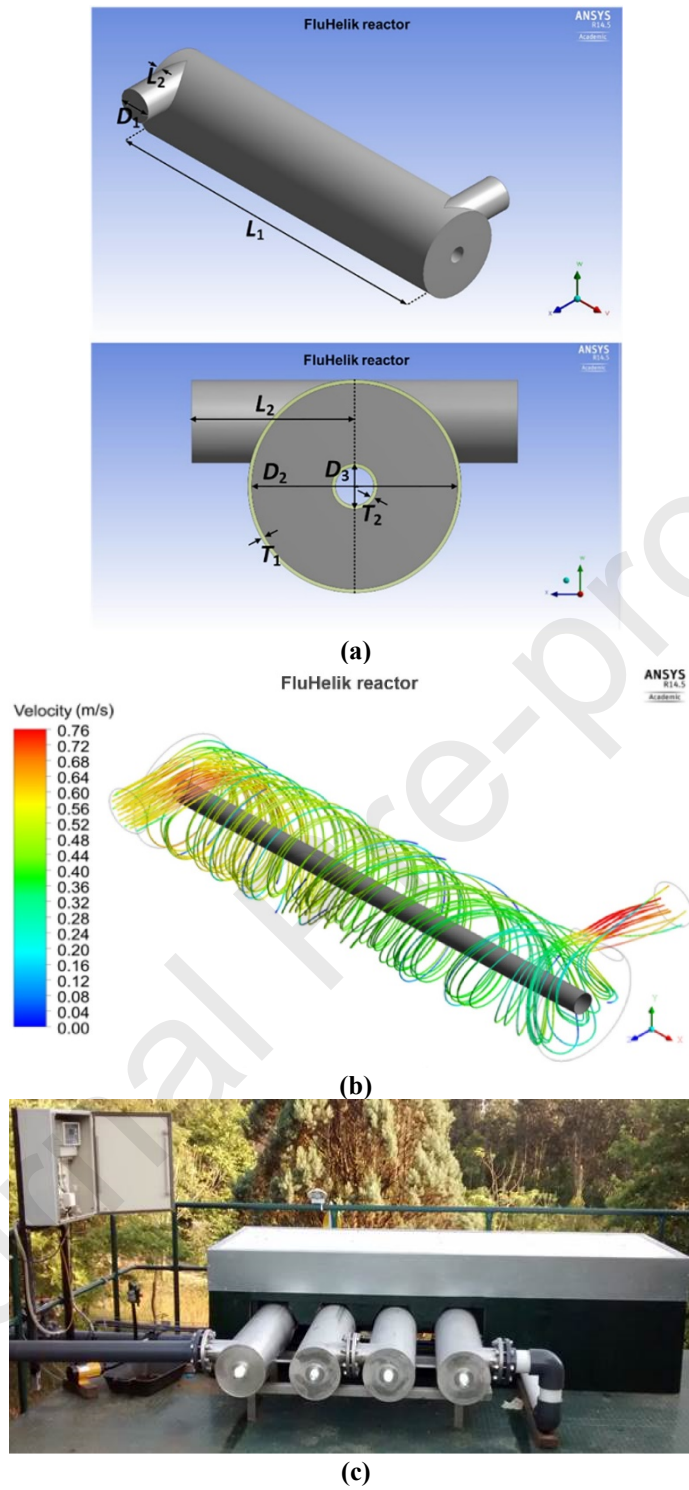 FluHelik reactor
ANSYS
R14.5
Academic
L2
D1
L1
w
x
v
FluHelik reactor
ANSYS
R14.5
Academic
L2
D2
D3
T2
T1
w
x
(a)
FluHelik reactor
ANSYS
R14.5
Academic
Velocity (m/s)
0.76
0.68
0.64
0.60
0.56
0.52
0.48
0.44
0.40
0.36
0.32
0.28
0.24
0.20
0.16
0.12
0.08
0.04
0.00
Y
Z
X
(b)
(c)